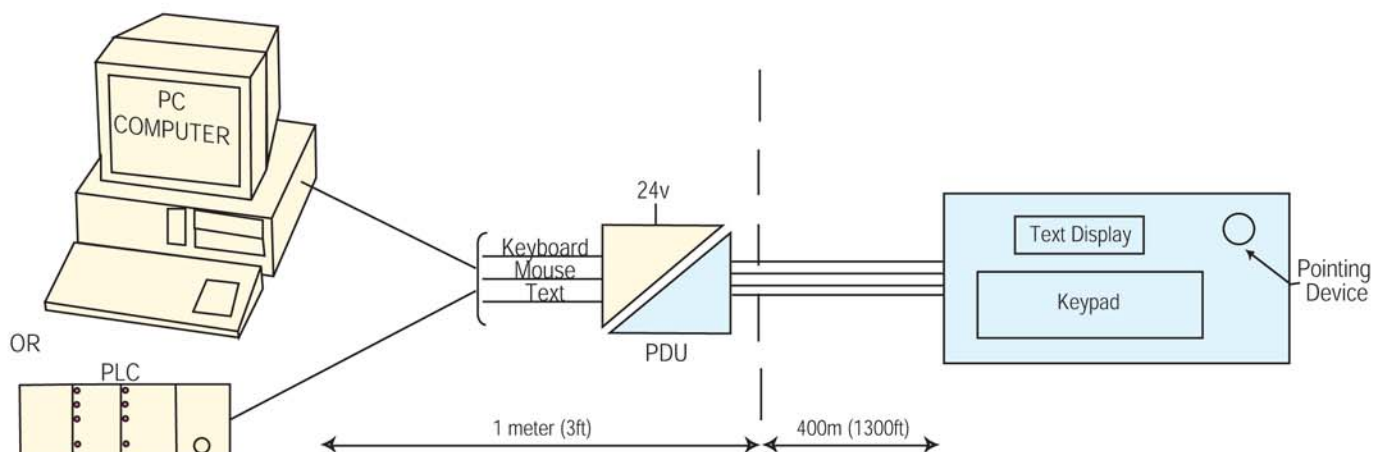 PC
COMPUTER
24v
Keyboard
Mouse
Text
PDU
Text Display
Keypad
Pointing
Device
OR
PLC
1 meter (3ft)
400m (1300ft)